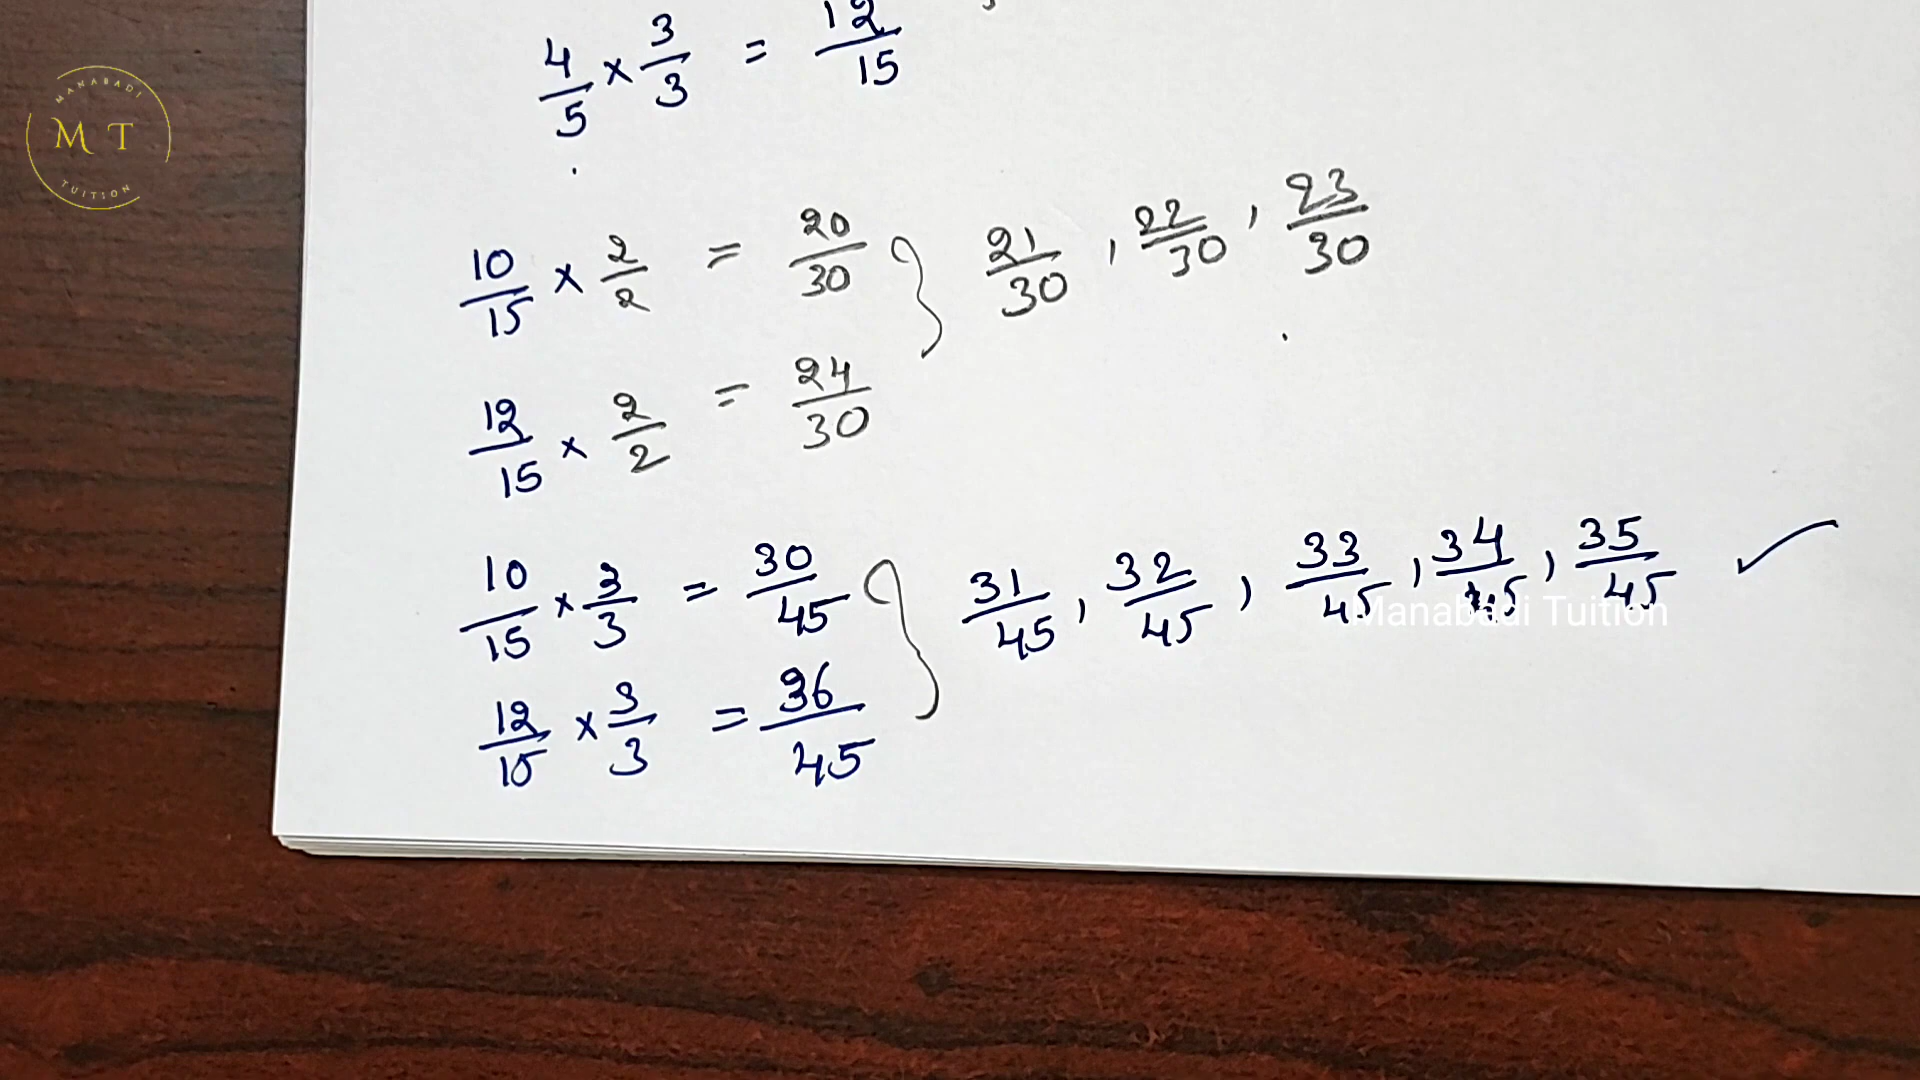 MANABADI
M T
TUITION
4/5 × 3/3 = 12/15
10/15 × 2/2 = 20/30 } 21/30 , 22/30 , 23/30
12/15 × 2/2 = 24/30
10/15 × 3/3 = 30/45 } 31/45 , 32/45 , 33/45 , 34/45 , 35/45 ✓
Manabadi Tuition
12/15 × 3/3 = 36/45